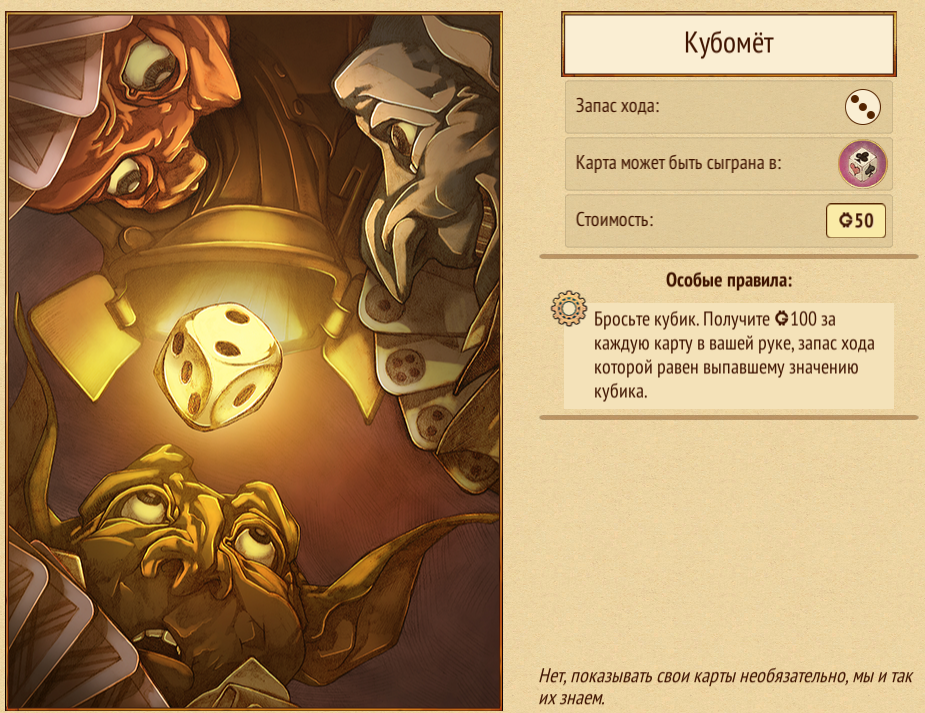 Кубомёт
Запас хода:
Карта может быть сыграна в:
Стоимость:
50
Особые правила:
Бросьте кубик. Получите 100 за
каждую карту в вашей руке, запас хода
которой равен выпавшему значению
кубика.
Нет, показывать свои карты необязательно, мы и так
их знаем.